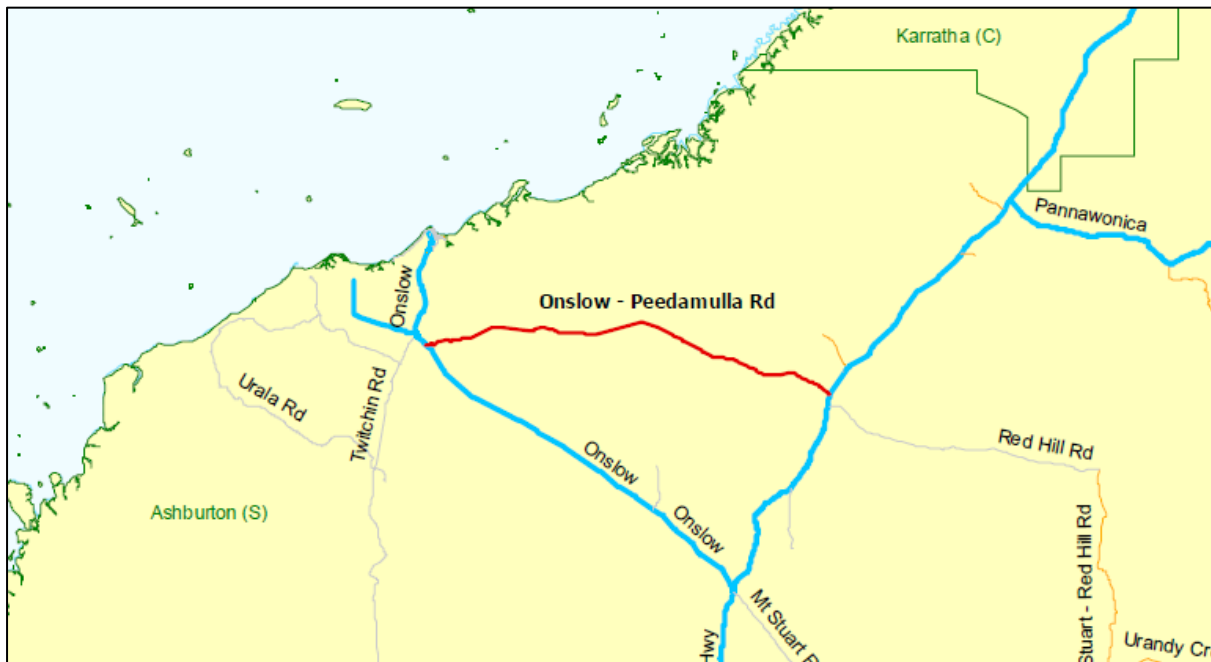 Karratha (C)
Pannawonica
Onslow
Onslow - Peedamulla Rd
Urala Rd
Twitchin Rd
Red Hill Rd
Onslow
Ashburton (S)
Onslow
Mt Stuart R
Stuart - Red Hill Rd
Hwy
Urandy Cr